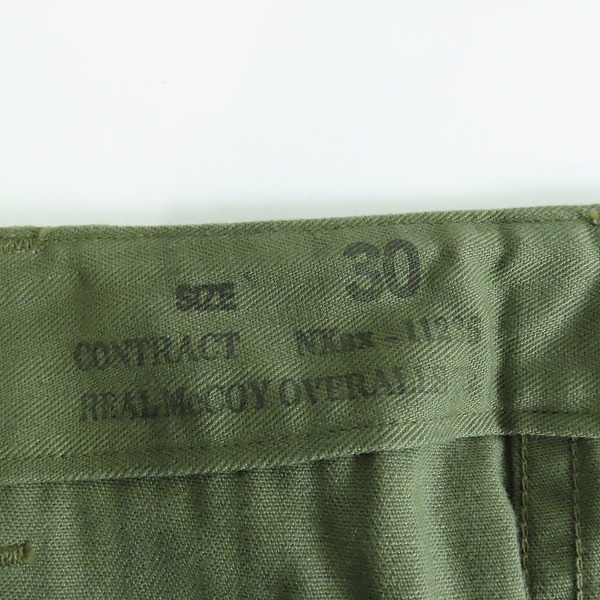 SIZE 30
CONTRACT
REAL McCOY OVERALLS